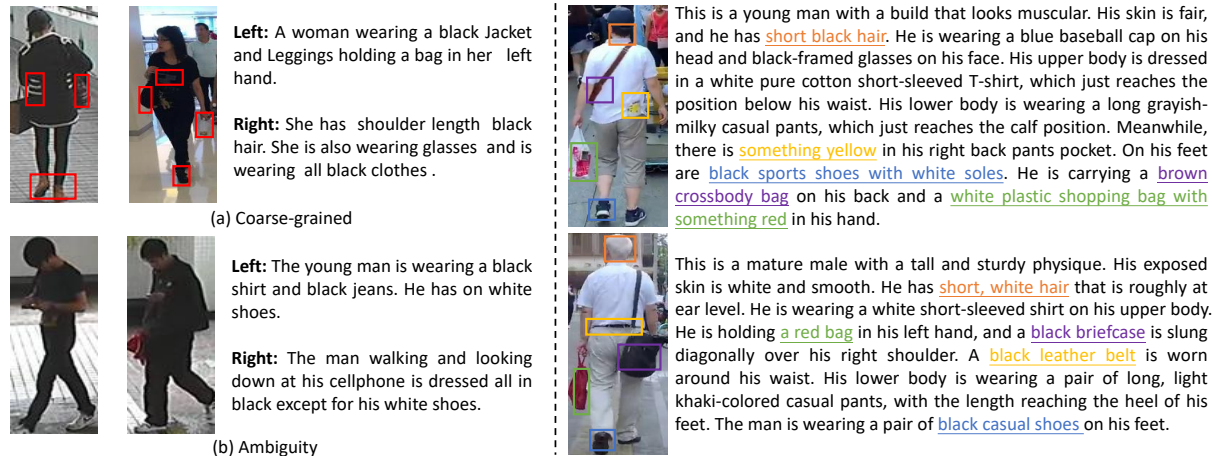 Left: A woman wearing a black Jacket
and Leggings holding a bag in her left
hand.
Right: She has shoulder length black
hair. She is also wearing glasses and is
wearing all black clothes .
(a) Coarse-grained
Left: The young man is wearing a black
shirt and black jeans. He has on white
shoes.
Right: The man walking and looking
down at his cellphone is dressed all in
black except for his white shoes.
(b) Ambiguity
This is a young man with a build that looks muscular. His skin is fair,
and he has short black hair. He is wearing a blue baseball cap on his
head and black-framed glasses on his face. His upper body is dressed
in a white pure cotton short-sleeved T-shirt, which just reaches the
position below his waist. His lower body is wearing a long grayish-
milky casual pants, which just reaches the calf position. Meanwhile,
there is something yellow in his right back pants pocket. On his feet
are black sports shoes with white soles. He is carrying a brown
crossbody bag on his back and a white plastic shopping bag with
something red in his hand.
This is a mature male with a tall and sturdy physique. His exposed
skin is white and smooth. He has short, white hair that is roughly at
ear level. He is wearing a white short-sleeved shirt on his upper body.
He is holding a red bag in his left hand, and a black briefcase is slung
diagonally over his right shoulder. A black leather belt is worn
around his waist. His lower body is wearing a pair of long, light
khaki-colored casual pants, with the length reaching the heel of his
feet. The man is wearing a pair of black casual shoes on his feet.